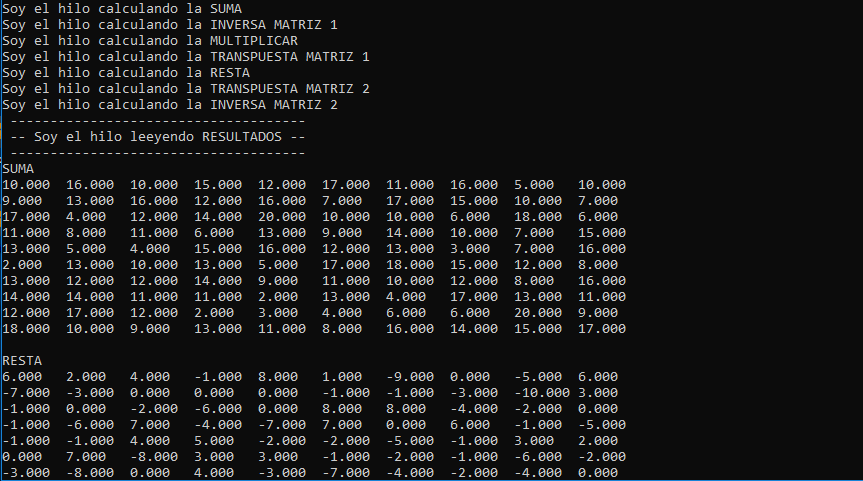 Soy el hilo calculando la SUMA
Soy el hilo calculando la INVERSA MATRIZ 1
Soy el hilo calculando la MULTIPLICAR
Soy el hilo calculando la TRANSPUESTA MATRIZ 1
Soy el hilo calculando la RESTA
Soy el hilo calculando la TRANSPUESTA MATRIZ 2
Soy el hilo calculando la INVERSA MATRIZ 2
-------------------------------------
-- Soy el hilo leeyendo RESULTADOS --
-------------------------------------
SUMA
10.000  16.000  10.000  15.000  12.000  17.000  11.000  16.000  5.000   10.000
9.000   13.000  16.000  12.000  16.000  7.000   17.000  15.000  10.000  7.000
17.000  4.000   12.000  14.000  20.000  10.000  10.000  6.000   18.000  6.000
11.000  8.000   11.000  6.000   13.000  9.000   14.000  10.000  7.000   15.000
13.000  5.000   4.000   15.000  16.000  12.000  13.000  3.000   7.000   16.000
2.000   13.000  10.000  13.000  5.000   17.000  18.000  15.000  12.000  8.000
13.000  12.000  12.000  14.000  9.000   11.000  10.000  12.000  8.000   16.000
14.000  14.000  11.000  11.000  2.000   13.000  4.000   17.000  13.000  11.000
12.000  17.000  12.000  2.000   3.000   4.000   6.000   6.000   20.000  9.000
18.000  10.000  9.000   13.000  11.000  8.000   16.000  14.000  15.000  17.000
RESTA
6.000   2.000   4.000   -1.000  8.000   1.000   -9.000  0.000   -5.000  6.000
-7.000  -3.000  0.000   0.000   0.000   -1.000  -1.000  -3.000  -10.000 3.000
-1.000  0.000   -2.000  -6.000  0.000   8.000   8.000   -4.000  -2.000  0.000
-1.000  -6.000  7.000   -4.000  -7.000  7.000   0.000   6.000   -1.000  -5.000
-1.000  -1.000  4.000   5.000   -2.000  -2.000  -5.000  -1.000  3.000   2.000
0.000   7.000   -8.000  3.000   3.000   -1.000  -2.000  -1.000  -6.000  -2.000
-3.000  -8.000  0.000   4.000   -3.000  -7.000  -4.000  -2.000  -4.000  0.000